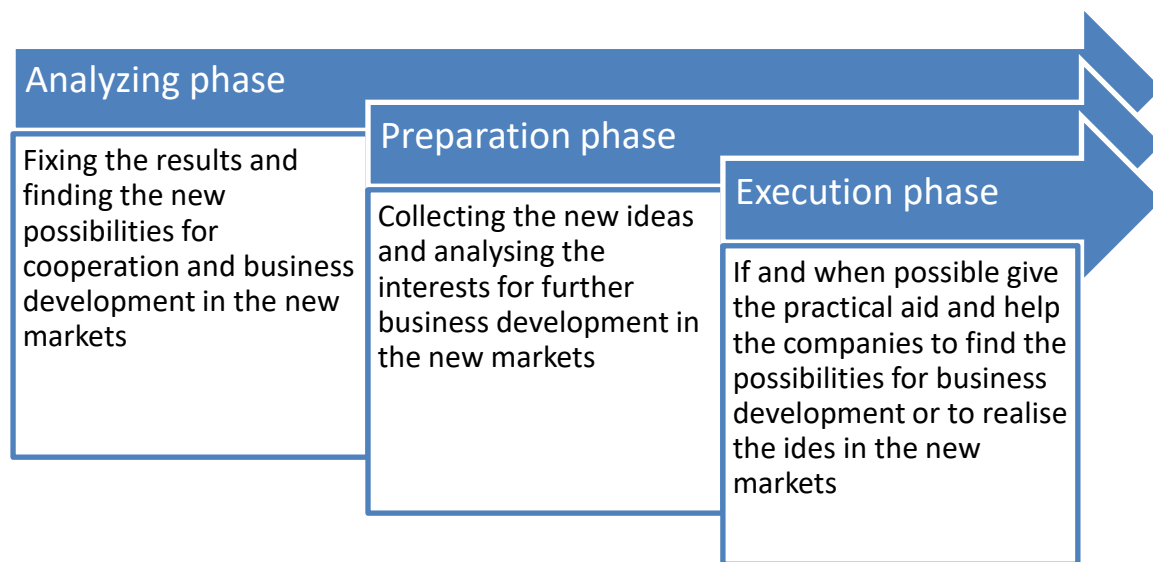 Analyzing phase
Fixing the results and
finding the new
possibilities for
cooperation and business
development in the new
markets
Preparation phase
Collecting the new ideas
and analysing the
interests for further
business development in
the new markets
Execution phase
If and when possible give
the practical aid and help
the companies to find the
possibilities for business
development or to realise
the ides in the new
markets